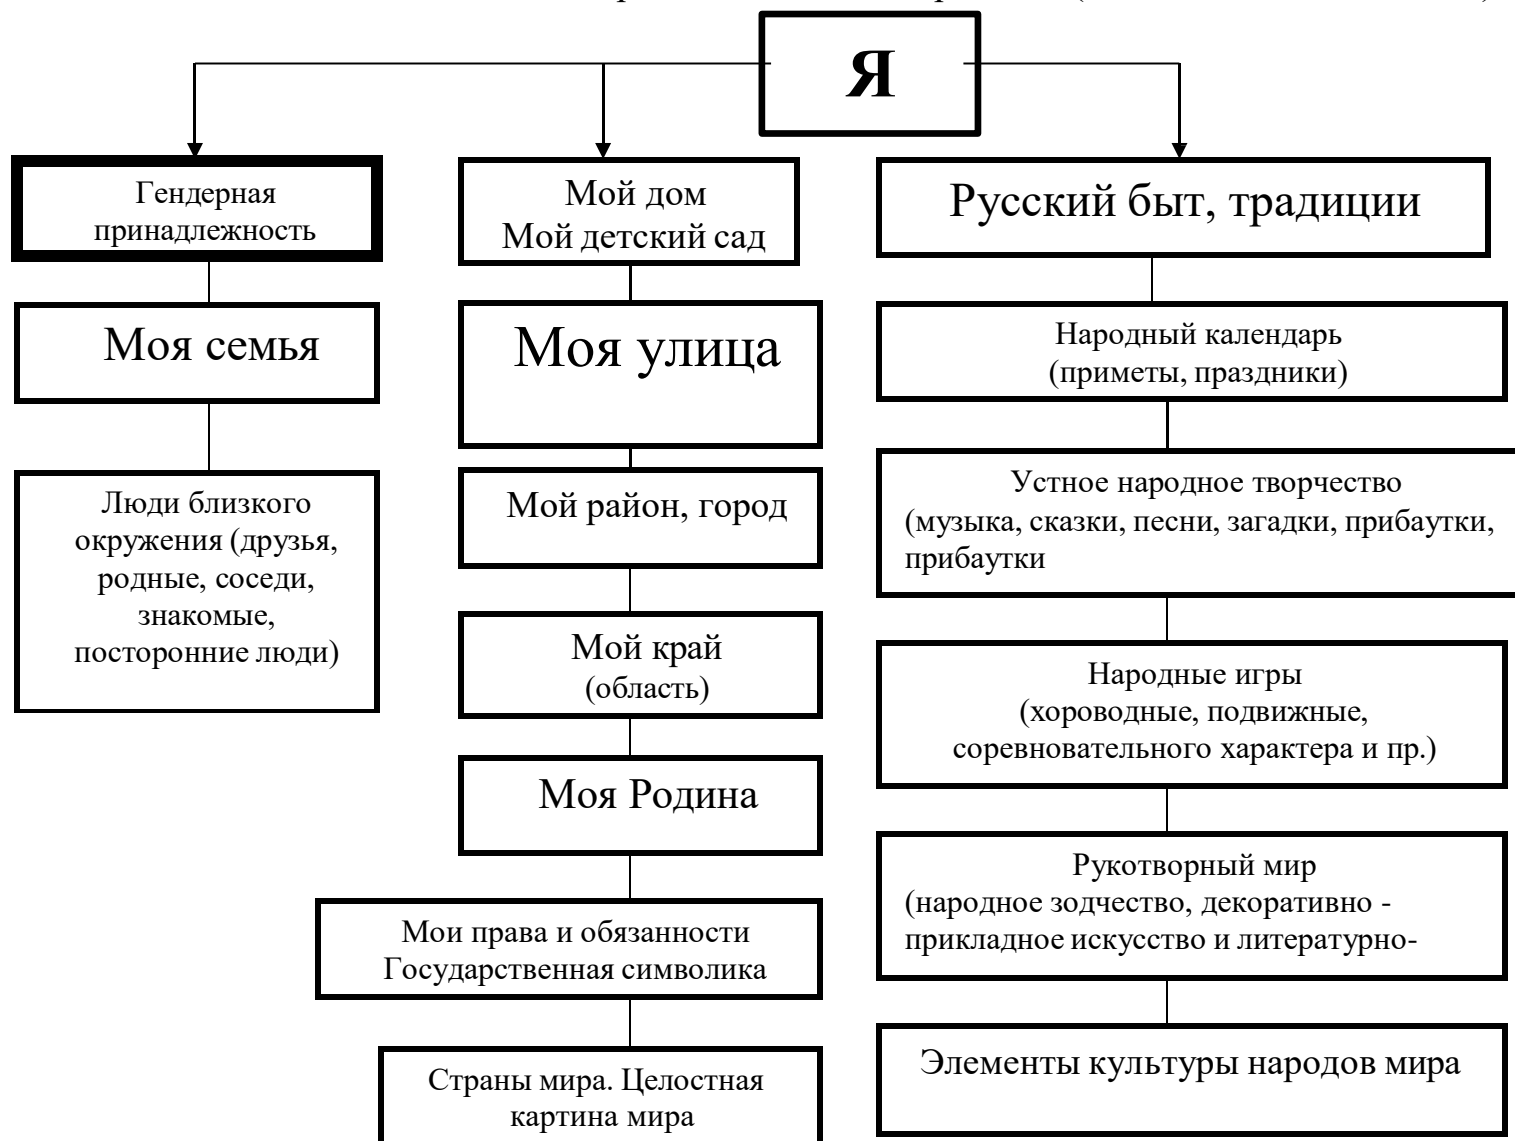 Я
Гендерная
принадлежность
Моя семья
Люди близкого
окружения (друзья,
родные, соседи,
знакомые,
посторонние люди)
Мой дом
Мой детский сад
Моя улица
Мой район, город
Мой край
(область)
Моя Родина
Мои права и обязанности
Государственная символика
Страны мира. Целостная
картина мира
Русский быт, традиции
Народный календарь
(приметы, праздники)
Устное народное творчество
(музыка, сказки, песни, загадки, прибаутки,
прибаутки
Народные игры
(хороводные, подвижные,
соревновательного характера и пр.)
Рукотворный мир
(народное зодчество, декоративно -
прикладное искусство и литературно-
Элементы культуры народов мира